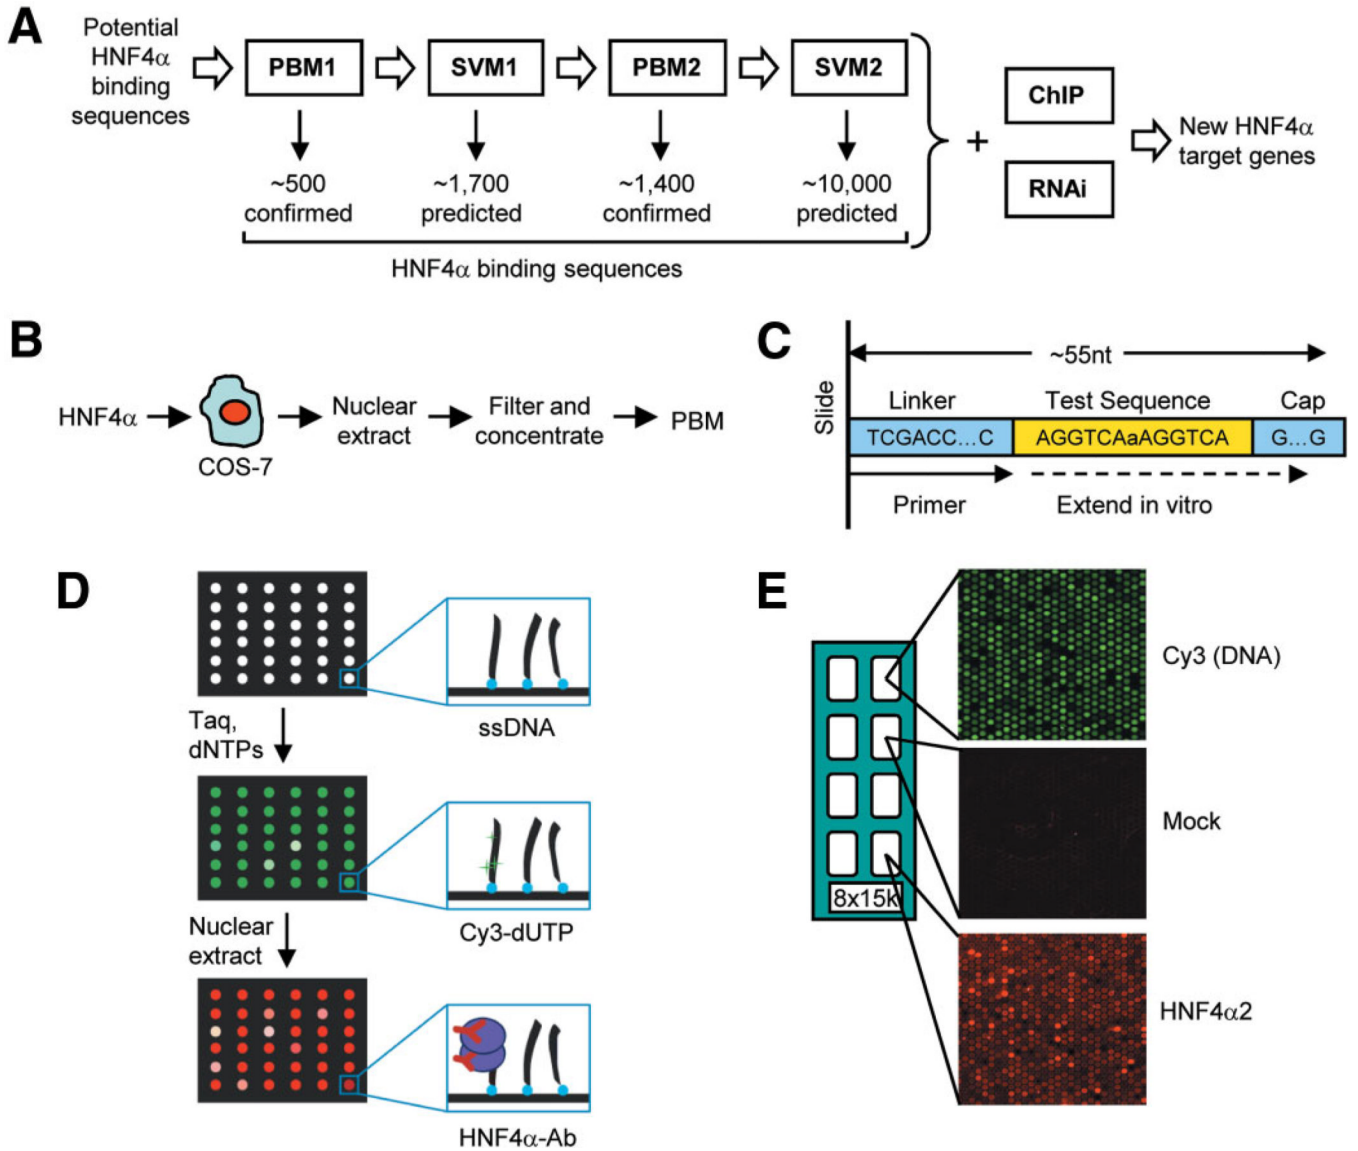 A
Potential
HNF4α
binding
sequences
PBM1
SVM1
PBM2
SVM2
~500
confirmed
~1,700
predicted
~1,400
confirmed
~10,000
predicted
HNF4α binding sequences
+
ChIP
RNAi
New HNF4α
target genes
B
HNF4α
COS-7
Nuclear
extract
Filter and
concentrate
PBM
C
Slide
~55nt
Linker
Test Sequence
Cap
TCGACC...C
AGGTCAaAGGTCA
G...G
Primer
Extend in vitro
D
ssDNA
Taq,
dNTPs
Cy3-dUTP
Nuclear
extract
HNF4α-Ab
E
8x15k
Cy3 (DNA)
Mock
HNF4α2